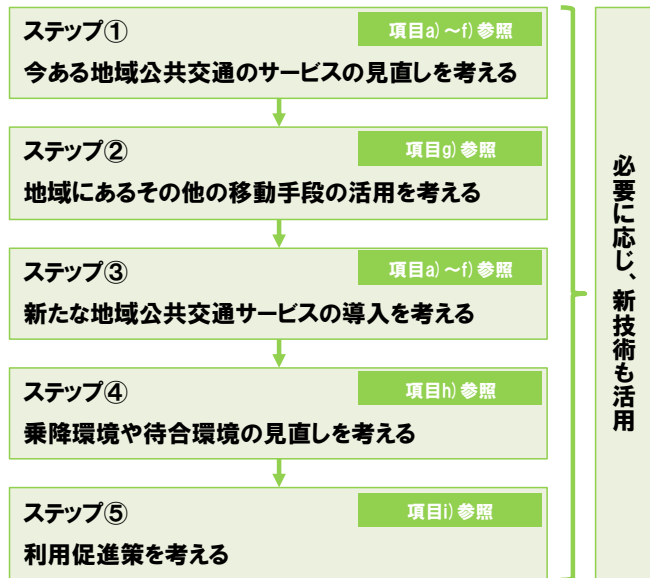 ステップ①
項目a)～f)参照
今ある地域公共交通のサービスの見直しを考える
ステップ②
項目g)参照
地域にあるその他の移動手段の活用を考える
ステップ③
項目a)～f)参照
新たな地域公共交通サービスの導入を考える
ステップ④
項目h)参照
乗降環境や待合環境の見直しを考える
ステップ⑤
項目i)参照
利用促進策を考える
必要に応じ、新技術も活用